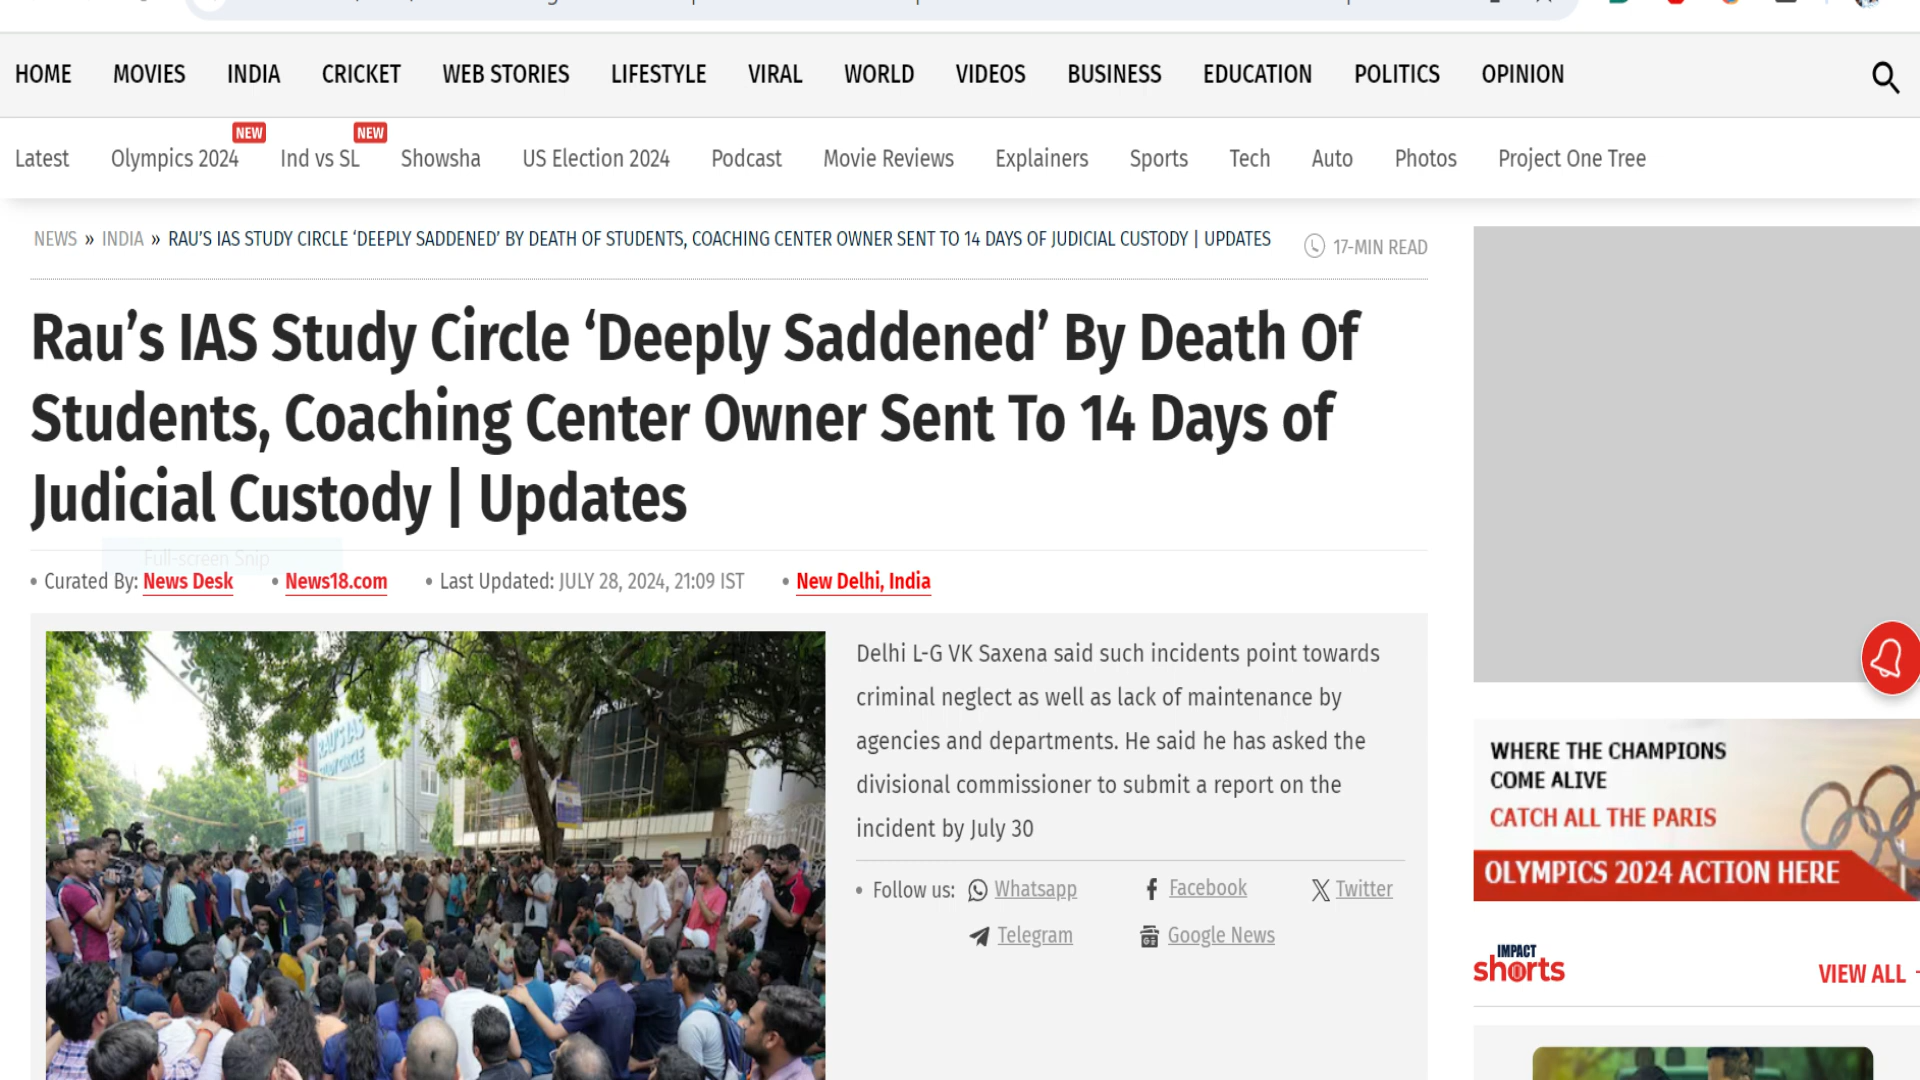 HOME MOVIES INDIA CRICKET WEB STORIES LIFESTYLE VIRAL WORLD VIDEOS BUSINESS EDUCATION POLITICS OPINION
NEW NEW
Latest Olympics 2024 Ind vs SL Showsha US Election 2024 Podcast Movie Reviews Explainers Sports Tech Auto Photos Project One Tree
NEWS » INDIA » RAU'S IAS STUDY CIRCLE ‘DEEPLY SADDENED’ BY DEATH OF STUDENTS, COACHING CENTER OWNER SENT TO 14 DAYS OF JUDICIAL CUSTODY | UPDATES
17-MIN READ
Rau’s IAS Study Circle ‘Deeply Saddened’ By Death Of
Students, Coaching Center Owner Sent To 14 Days of
Judicial Custody | Updates
Full-screen Snip
• Curated By: News Desk • News18.com • Last Updated: JULY 28, 2024, 21:09 IST • New Delhi, India
RAU'S IAS
STUDY CIRCLE
Delhi L-G VK Saxena said such incidents point towards
criminal neglect as well as lack of maintenance by
agencies and departments. He said he has asked the
divisional commissioner to submit a report on the
incident by July 30
• Follow us: Whatsapp Facebook Twitter
Telegram Google News
WHERE THE CHAMPIONS
COME ALIVE
CATCH ALL THE PARIS
OLYMPICS 2024 ACTION HERE
IMPACT
shorts
VIEW ALL